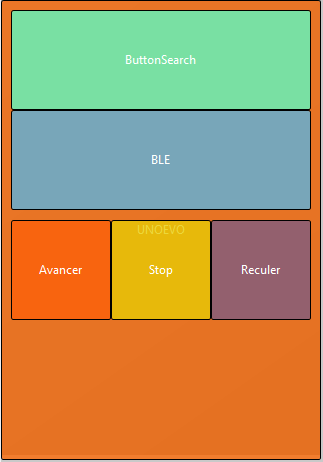 ButtonSearch
BLE
UNOEVO
Avancer
Stop
Reculer